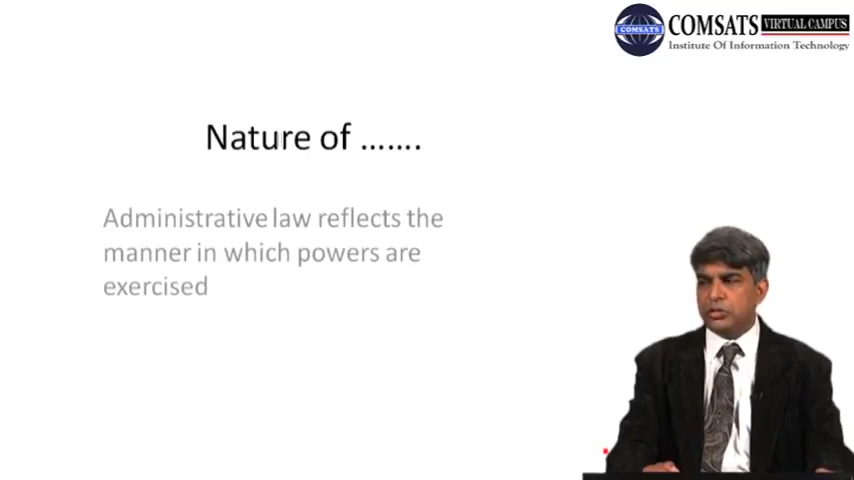 COMSATS VIRTUAL CAMPUS
COMSATS
Institute Of Information Technology
Nature of .......
Administrative law reflects the
manner in which powers are
exercised